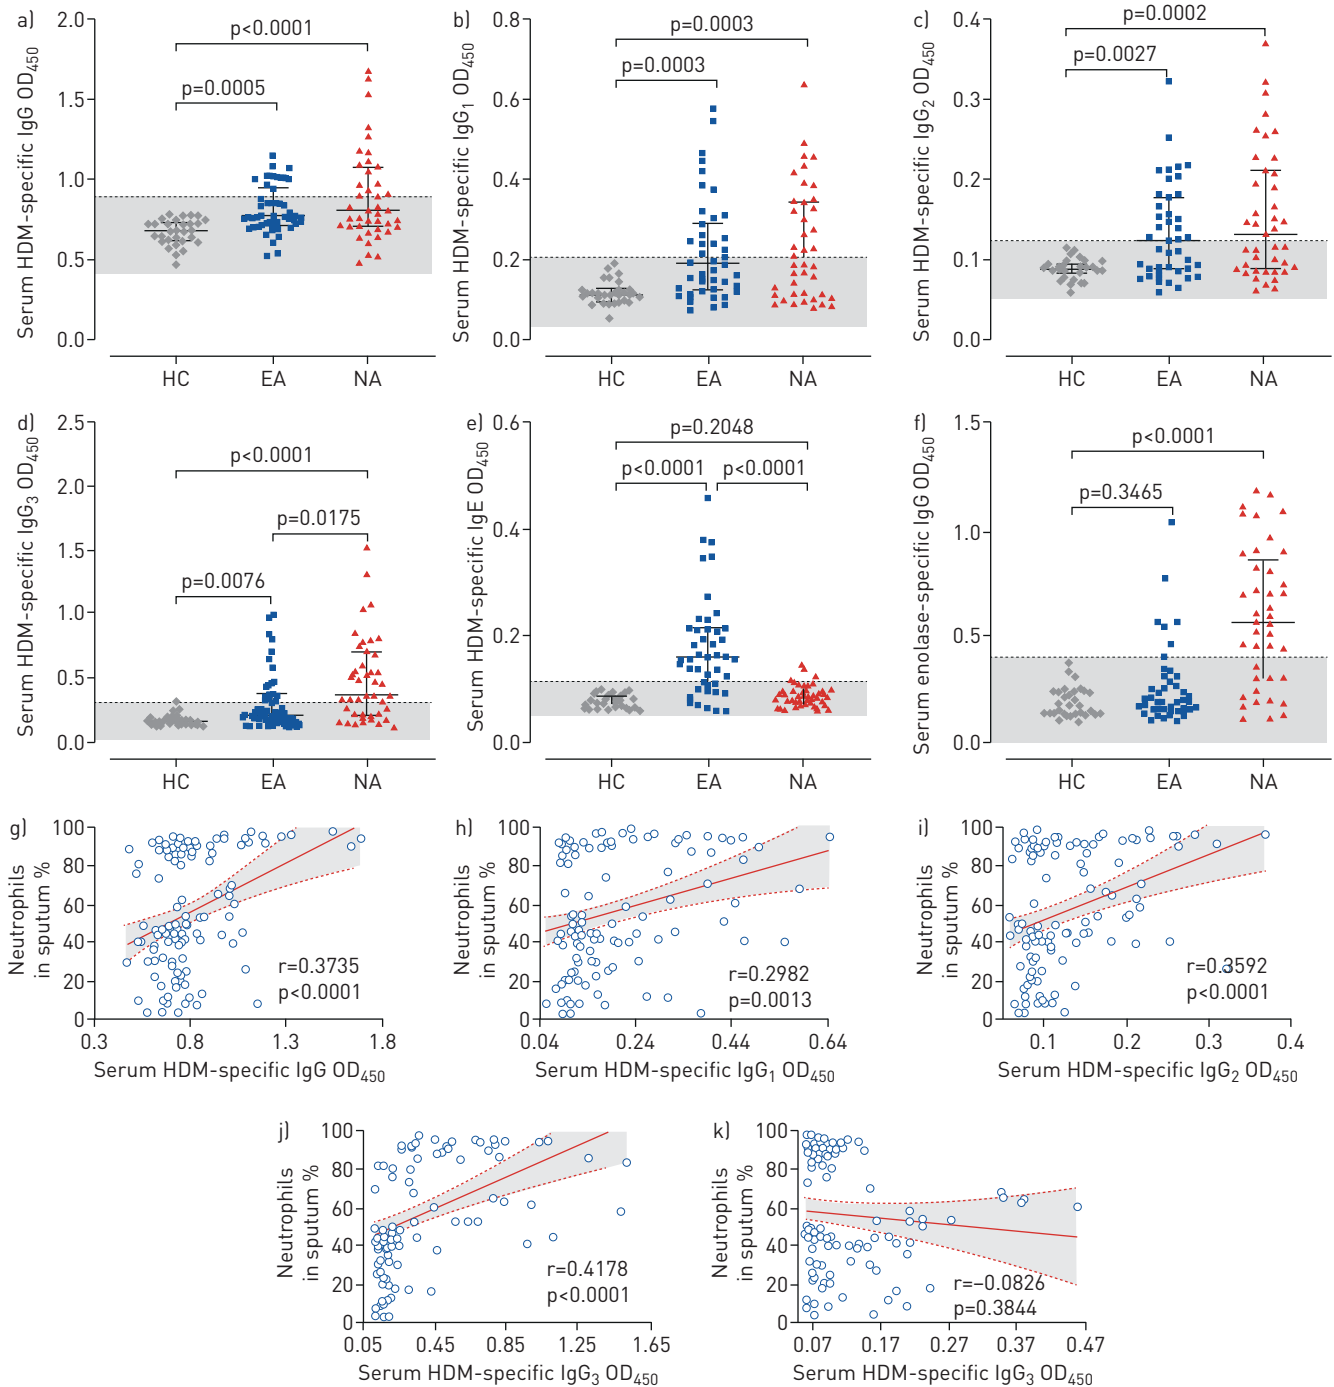 a)
Serum HDM-specific IgG OD450
2.0
1.5
1.0
0.5
0.0
p<0.0001
p=0.0005
HC
EA
NA
b)
Serum HDM-specific IgG1 OD450
0.8
0.6
0.4
0.2
0.0
p=0.0003
p=0.0003
HC
EA
NA
c)
Serum HDM-specific IgG2 OD450
0.4
0.3
0.2
0.1
0.0
p=0.0002
p=0.0027
HC
EA
NA
d)
Serum HDM-specific IgG3 OD450
2.5
2.0
1.5
1.0
0.5
0.0
p<0.0001
p=0.0175
p=0.0076
HC
EA
NA
e)
Serum HDM-specific IgE OD450
0.6
0.4
0.2
0.0
p=0.2048
p<0.0001
p<0.0001
HC
EA
NA
f)
Serum enolase-specific IgG OD450
1.5
1.0
0.5
0.0
p<0.0001
p=0.3465
HC
EA
NA
g)
Neutrophils
in sputum %
100
80
60
40
20
0
r=0.3735
p<0.0001
0.3
0.8
1.3
1.8
Serum HDM-specific IgG OD450
h)
Neutrophils
in sputum %
100
80
60
40
20
0
r=0.2982
p=0.0013
0.04
0.24
0.44
0.64
Serum HDM-specific IgG1 OD450
i)
Neutrophils
in sputum %
100
80
60
40
20
0
r=0.3592
p<0.0001
0.1
0.2
0.3
0.4
Serum HDM-specific IgG2 OD450
j)
Neutrophils
in sputum %
100
80
60
40
20
0
r=0.4178
p<0.0001
0.05
0.45
0.85
1.25
1.65
Serum HDM-specific IgG3 OD450
k)
Neutrophils
in sputum %
100
80
60
40
20
0
r=−0.0826
p=0.3844
0.07
0.17
0.27
0.37
0.47
Serum HDM-specific IgG3 OD450